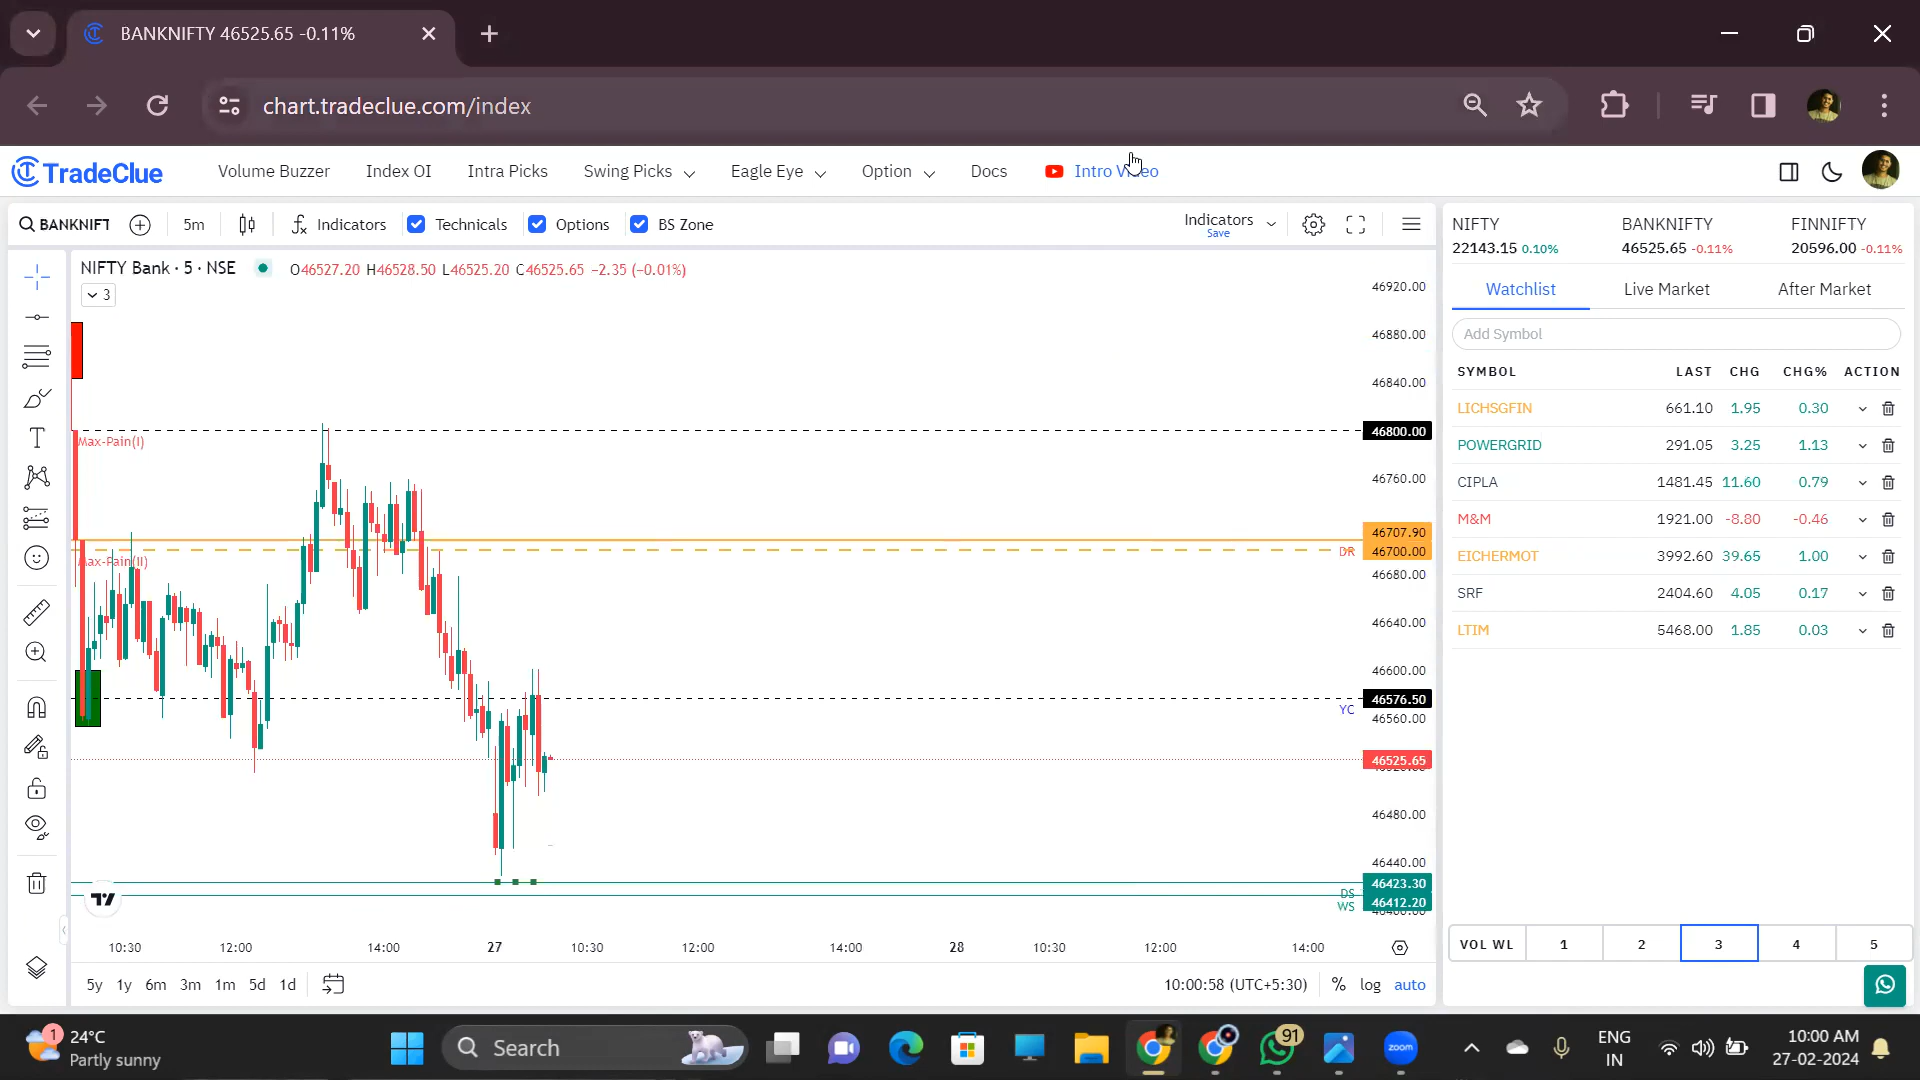 BANKNIFTY 46525.65 -0.11%
chart.tradeclue.com/index
TradeClue Volume Buzzer Index OI Intra Picks Swing Picks Eagle Eye Option Docs Intro Video
BANKNIFT 5m Indicators Technicals Options BS Zone Indicators
Save
NIFTY BANKNIFTY FINNIFTY
22143.15 0.10% 46525.65 -0.11% 20596.00 -0.11%
NIFTY Bank · 5 · NSE O46527.20 H46528.50 L46525.20 C46525.65 −2.35 (−0.01%)
3
46920.00
46880.00
46840.00
Max-Pain(I) 46800.00
46760.00
46707.90
DR 46700.00
Max-Pain(II)
46680.00
46640.00
46600.00
46576.50
YC 46560.00
46525.65
46480.00
46440.00
46423.30
DS
WS 46412.20
10:30 12:00 14:00 27 10:30 12:00 14:00 28 10:30 12:00 14:00
5y 1y 6m 3m 1m 5d 1d 10:00:58 (UTC+5:30) % log auto
Watchlist Live Market After Market
Add Symbol
SYMBOL LAST CHG CHG% ACTION
LICHSGFIN 661.10 1.95 0.30
POWERGRID 291.05 3.25 1.13
CIPLA 1481.45 11.60 0.79
M&M 1921.00 -8.80 -0.46
EICHERMOT 3992.60 39.65 1.00
SRF 2404.60 4.05 0.17
LTIM 5468.00 1.85 0.03
VOL WL 1 2 3 4 5
1
24°C
Partly sunny
Search
91
zoom
ENG
IN
10:00 AM
27-02-2024